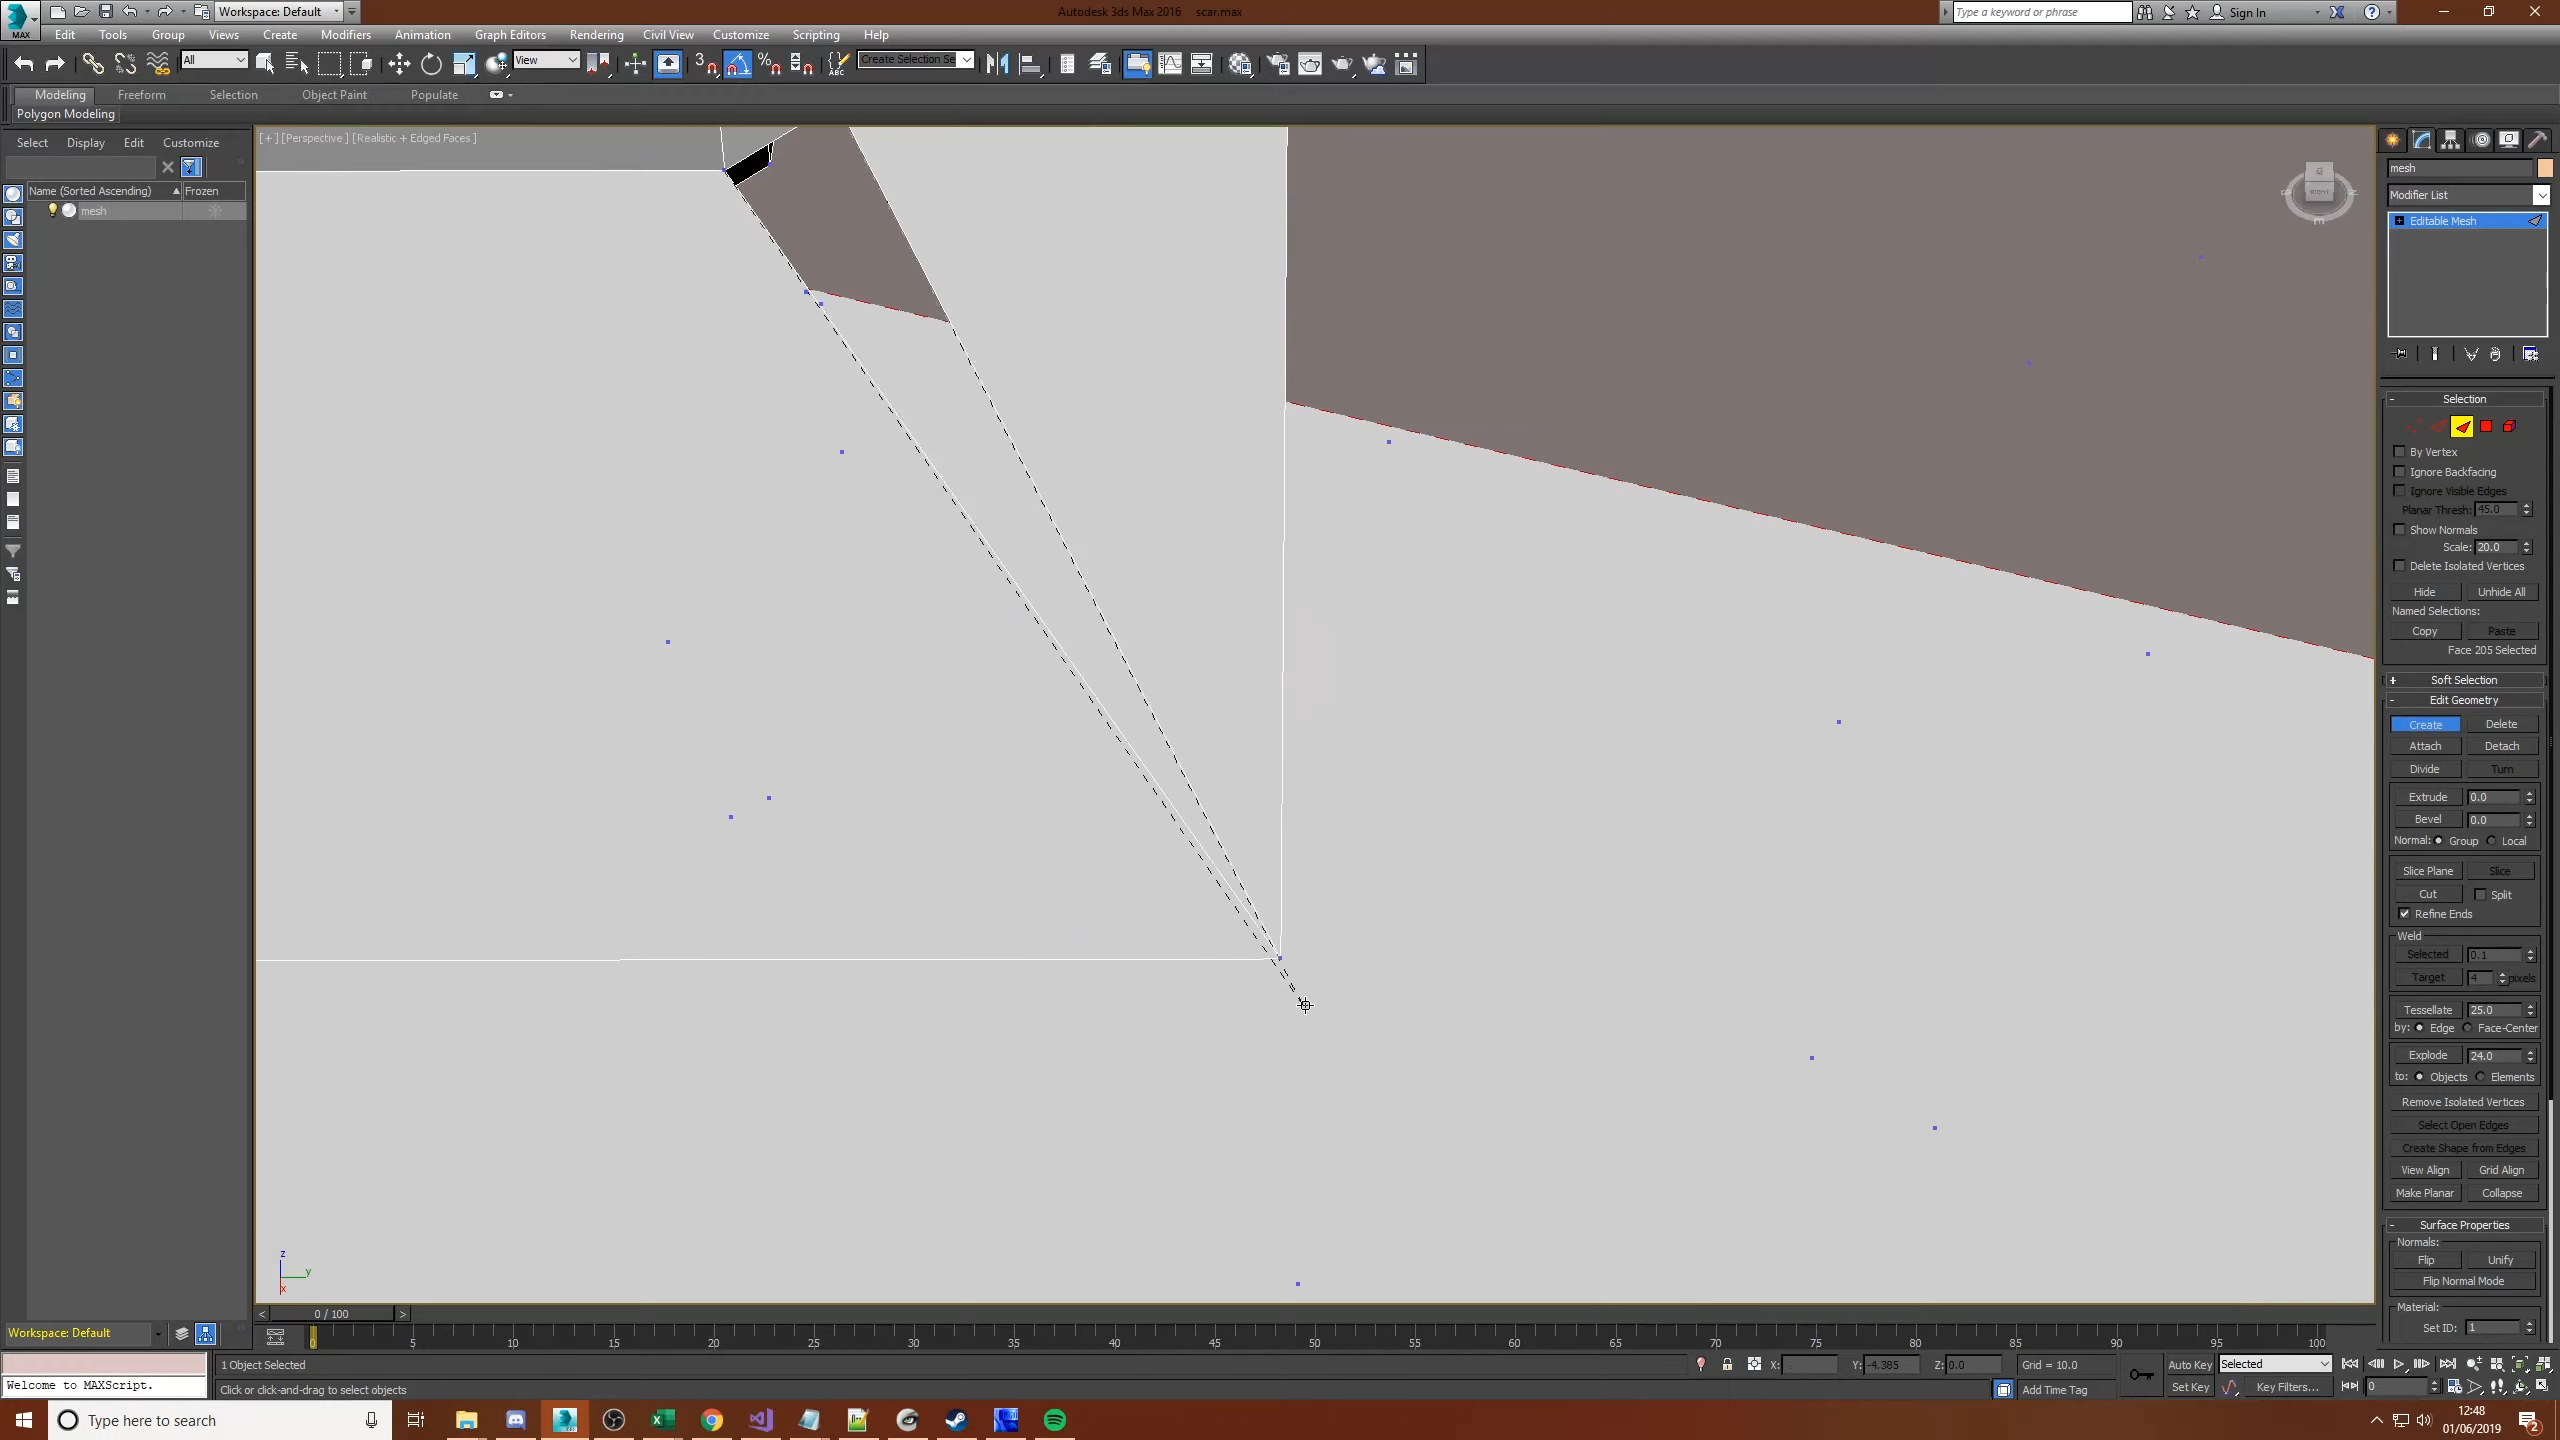 Workspace: Default
Autodesk 3ds Max 2016 scar.max
Type a keyword or phrase
Sign In
MAX
Edit Tools Group Views Create Modifiers Animation Graph Editors Rendering Civil View Customize Scripting Help
All
View
3
%
ABC
Create Selection Se
Modeling Freeform Selection Object Paint Populate
Polygon Modeling
Select Display Edit Customize
Name (Sorted Ascending) Frozen
mesh
[+] [Perspective ] [Realistic + Edged Faces ]
mesh
Modifier List
Editable Mesh
Selection
By Vertex
Ignore Backfacing
Ignore Visible Edges
Planar Thresh: 45.0
Show Normals
Scale: 20.0
Delete Isolated Vertices
Hide Unhide All
Named Selections:
Copy Paste
Face 205 Selected
Soft Selection
Edit Geometry
Create Delete
Attach Detach
Divide Turn
Extrude 0.0
Bevel 0.0
Normal: Group Local
Slice Plane Slice
Cut Split
Refine Ends
Weld
Selected 0.1
Target 4 pixels
Tessellate 25.0
by: Edge Face-Center
Explode 24.0
to: Objects Elements
Remove Isolated Vertices
Select Open Edges
Create Shape from Edges
View Align Grid Align
Make Planar Collapse
Surface Properties
Normals:
Flip Unify
Flip Normal Mode
Material:
Set ID: 1
z
y
x
< 0 / 100 >
0 5 10 15 20 25 30 35 40 45 50 55 60 65 70 75 80 85 90 95 100
Workspace: Default
Welcome to MAXScript.
1 Object Selected
Click or click-and-drag to select objects
X: Y: -4.385 Z: 0.0 Grid = 10.0
Add Time Tag
Auto Key Selected
Set Key Key Filters... 0
Type here to search
12:48
01/06/2019
2